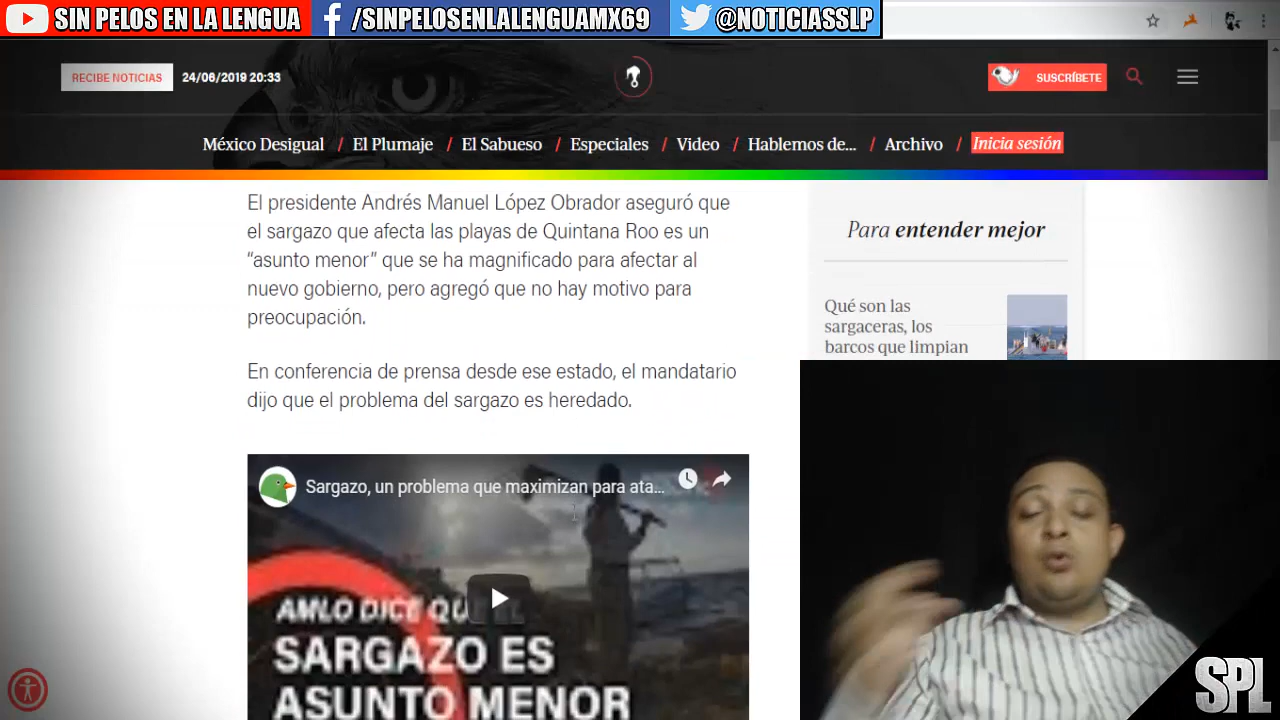 SIN PELOS EN LA LENGUA
/SINPELOSENLALENGUAMX69
@NOTICIASSLP
RECIBE NOTICIAS
24/06/2019 20:33
SUSCRÍBETE
México Desigual / El Plumaje / El Sabueso / Especiales / Video / Hablemos de... / Archivo / Inicia sesión
El presidente Andrés Manuel López Obrador aseguró que
el sargazo que afecta las playas de Quintana Roo es un
“asunto menor” que se ha magnificado para afectar al
nuevo gobierno, pero agregó que no hay motivo para
preocupación.
En conferencia de prensa desde ese estado, el mandatario
dijo que el problema del sargazo es heredado.
Sargazo, un problema que maximizan para ata...
AMLO DICE QUE EL
SARGAZO ES
ASUNTO MENOR
Para entender mejor
Qué son las
sargaceras, los
barcos que limpian
SPL